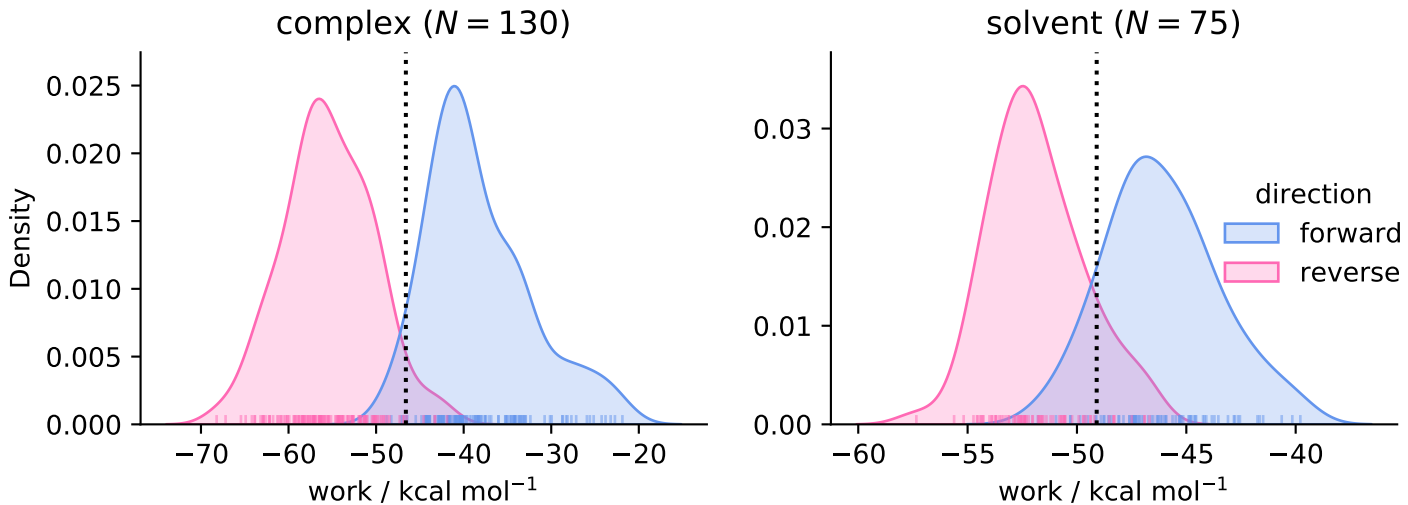 complex (N = 130)
Density
0.025
0.020
0.015
0.010
0.005
0.000
−70 −60 −50 −40 −30 −20
work / kcal mol⁻¹
solvent (N = 75)
0.03
0.02
0.01
0.00
−60 −55 −50 −45 −40
work / kcal mol⁻¹
direction
forward
reverse